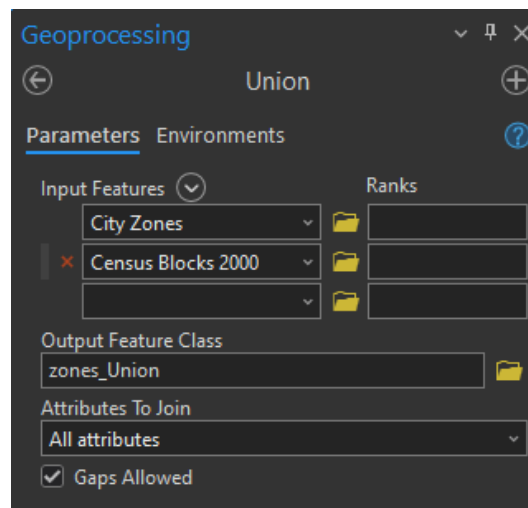 Geoprocessing
Union
Parameters Environments
Input Features Ranks
City Zones
Census Blocks 2000
Output Feature Class
zones_Union
Attributes To Join
All attributes
Gaps Allowed